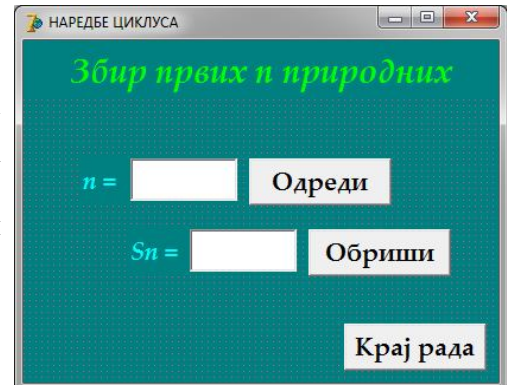 НАРЕДБЕ ЦИКЛУСА
Збир првих n природних
n = Одреди
Sn = Обриши
Крај рада